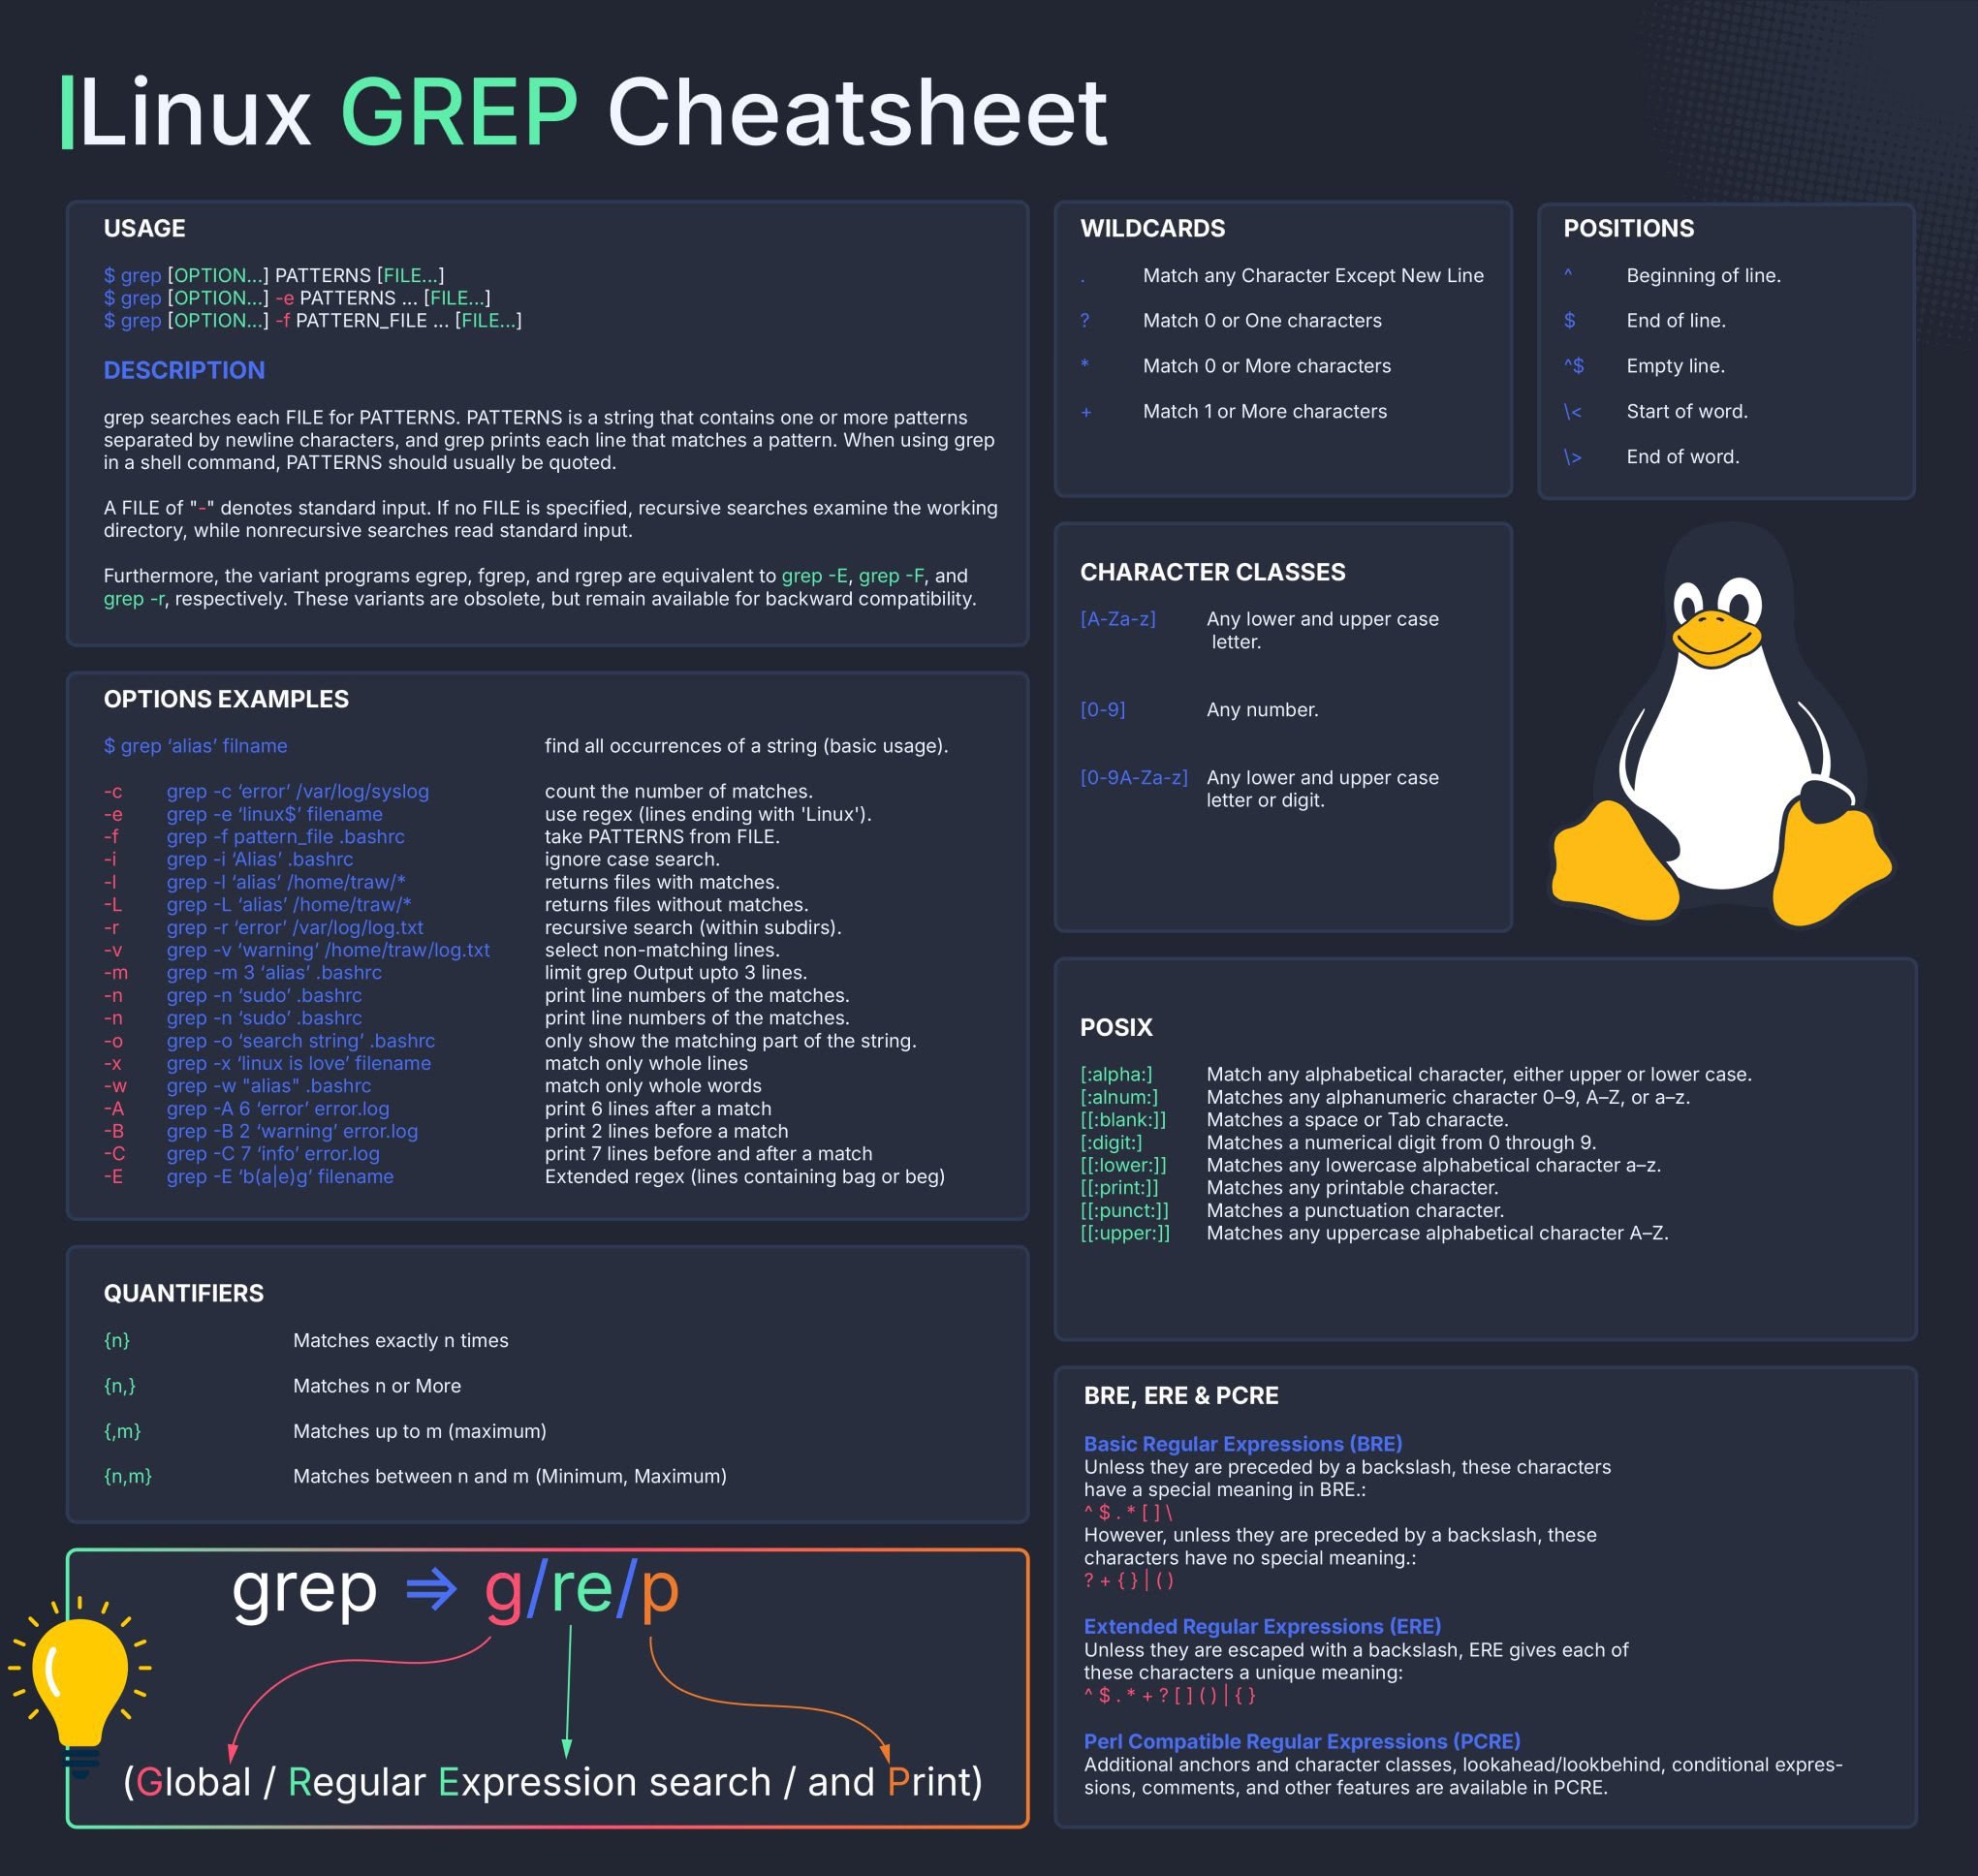 Linux GREP Cheatsheet
USAGE
$ grep [OPTION...] PATTERNS [FILE...]
$ grep [OPTION...] -e PATTERNS ... [FILE...]
$ grep [OPTION...] -f PATTERN_FILE ... [FILE...]
DESCRIPTION
grep searches each FILE for PATTERNS. PATTERNS is a string that contains one or more patterns
separated by newline characters, and grep prints each line that matches a pattern. When using grep
in a shell command, PATTERNS should usually be quoted.
A FILE of "-" denotes standard input. If no FILE is specified, recursive searches examine the working
directory, while nonrecursive searches read standard input.
Furthermore, the variant programs egrep, fgrep, and rgrep are equivalent to grep -E, grep -F, and
grep -r, respectively. These variants are obsolete, but remain available for backward compatibility.
OPTIONS EXAMPLES
$ grep ‘alias’ filname find all occurrences of a string (basic usage).
-c grep -c ‘error’ /var/log/syslog count the number of matches.
-e grep -e ‘linux$’ filename use regex (lines ending with 'Linux').
-f grep -f pattern_file .bashrc take PATTERNS from FILE.
-i grep -i ‘Alias’ .bashrc ignore case search.
-l grep -l ‘alias’ /home/traw/* returns files with matches.
-L grep -L ‘alias’ /home/traw/* returns files without matches.
-r grep -r ‘error’ /var/log/log.txt recursive search (within subdirs).
-v grep -v ‘warning’ /home/traw/log.txt select non-matching lines.
-m grep -m 3 ‘alias’ .bashrc limit grep Output upto 3 lines.
-n grep -n ‘sudo’ .bashrc print line numbers of the matches.
-n grep -n ‘sudo’ .bashrc print line numbers of the matches.
-o grep -o ‘search string’ .bashrc only show the matching part of the string.
-x grep -x ‘linux is love’ filename match only whole lines
-w grep -w "alias" .bashrc match only whole words
-A grep -A 6 ‘error’ error.log print 6 lines after a match
-B grep -B 2 ‘warning’ error.log print 2 lines before a match
-C grep -C 7 ‘info’ error.log print 7 lines before and after a match
-E grep -E ‘b(a|e)g’ filename Extended regex (lines containing bag or beg)
QUANTIFIERS
{n} Matches exactly n times
{n,} Matches n or More
{,m} Matches up to m (maximum)
{n,m} Matches between n and m (Minimum, Maximum)
grep ⇒ g/re/p
(Global / Regular Expression search / and Print)
WILDCARDS
. Match any Character Except New Line
? Match 0 or One characters
* Match 0 or More characters
+ Match 1 or More characters
POSITIONS
^ Beginning of line.
$ End of line.
^$ Empty line.
\< Start of word.
\> End of word.
CHARACTER CLASSES
[A-Za-z] Any lower and upper case
letter.
[0-9] Any number.
[0-9A-Za-z] Any lower and upper case
letter or digit.
POSIX
[:alpha:] Match any alphabetical character, either upper or lower case.
[:alnum:] Matches any alphanumeric character 0–9, A–Z, or a–z.
[[:blank:]] Matches a space or Tab characte.
[:digit:] Matches a numerical digit from 0 through 9.
[[:lower:]] Matches any lowercase alphabetical character a–z.
[[:print:]] Matches any printable character.
[[:punct:]] Matches a punctuation character.
[[:upper:]] Matches any uppercase alphabetical character A–Z.
BRE, ERE & PCRE
Basic Regular Expressions (BRE)
Unless they are preceded by a backslash, these characters
have a special meaning in BRE.:
^ $ . * [ ] \
However, unless they are preceded by a backslash, these
characters have no special meaning.:
? + { } | ( )
Extended Regular Expressions (ERE)
Unless they are escaped with a backslash, ERE gives each of
these characters a unique meaning:
^ $ . * + ? [ ] ( ) | { }
Perl Compatible Regular Expressions (PCRE)
Additional anchors and character classes, lookahead/lookbehind, conditional expres-
sions, comments, and other features are available in PCRE.